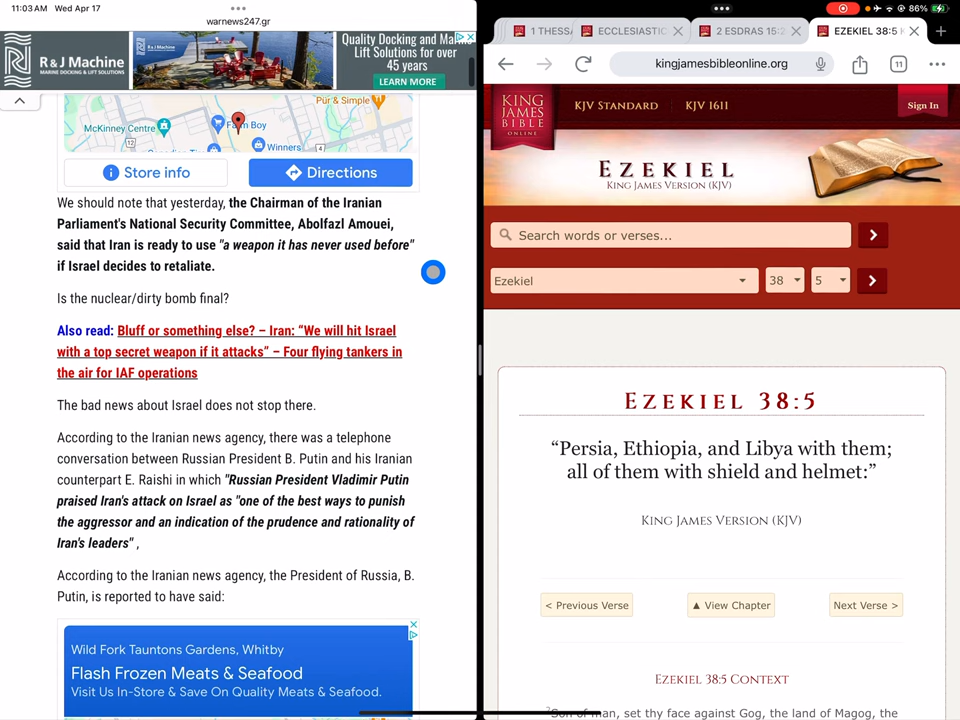 11:03 AM Wed Apr 17
warnews247.gr
R & J Machine
MARINE DOCKING & LIFT SOLUTIONS
R & J Machine
Quality Docking and Marine
Lift Solutions for over
45 years
LEARN MORE
Pur & Simple
McKinney Centre
Farm Boy
Winners
12
4
Store info
Directions
We should note that yesterday, the Chairman of the Iranian
Parliament's National Security Committee, Abolfazl Amouei,
said that Iran is ready to use "a weapon it has never used before"
if Israel decides to retaliate.
Is the nuclear/dirty bomb final?
Also read: Bluff or something else? – Iran: “We will hit Israel
with a top secret weapon if it attacks” – Four flying tankers in
the air for IAF operations
The bad news about Israel does not stop there.
According to the Iranian news agency, there was a telephone
conversation between Russian President B. Putin and his Iranian
counterpart E. Raishi in which "Russian President Vladimir Putin
praised Iran's attack on Israel as "one of the best ways to punish
the aggressor and an indication of the prudence and rationality of
Iran's leaders" ,
According to the Iranian news agency, the President of Russia, B.
Putin, is reported to have said:
Wild Fork Tauntons Gardens, Whitby
Flash Frozen Meats & Seafood
Visit Us In-Store & Save On Quality Meats & Seafood.
86%
1 THESSA
ECCLESIASTIC
2 ESDRAS 15:2
EZEKIEL 38:5 K
kingjamesbibleonline.org
11
KING
JAMES
BIBLE
ONLINE
KJV STANDARD
KJV 1611
Sign In
EZEKIEL
KING JAMES VERSION (KJV)
Search words or verses...
Ezekiel
38
5
EZEKIEL 38:5
“Persia, Ethiopia, and Libya with them;
all of them with shield and helmet:”
KING JAMES VERSION (KJV)
< Previous Verse
▲ View Chapter
Next Verse >
EZEKIEL 38:5 CONTEXT
2Son of man, set thy face against Gog, the land of Magog, the